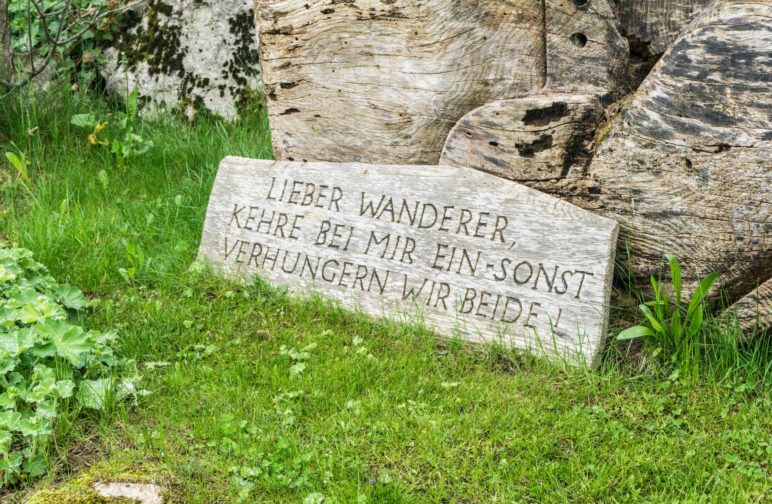 LIEBER WANDERER,
KEHRE BEI MIR EIN-SONST
VERHUNGERN WIR BEIDE!